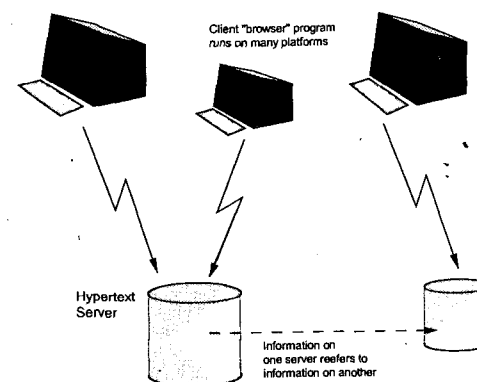 Client "browser" program
runs on many platforms
Hypertext
Server
Information on
one server reefers to
information on another